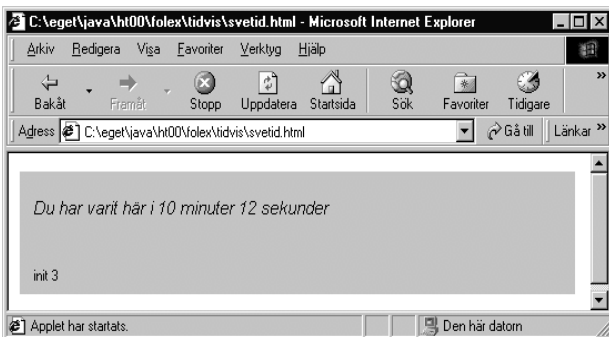 C:\eget\java\ht00\folex\tidvis\svetid.html - Microsoft Internet Explorer
Arkiv Redigera Visa Favoriter Verktyg Hjälp
Bakåt Framåt Stopp Uppdatera Startsida Sök Favoriter Tidigare »
Adress C:\eget\java\ht00\folex\tidvis\svetid.html Gå till Länkar »
Du har varit här i 10 minuter 12 sekunder
init 3
Applet har startats. Den här datorn